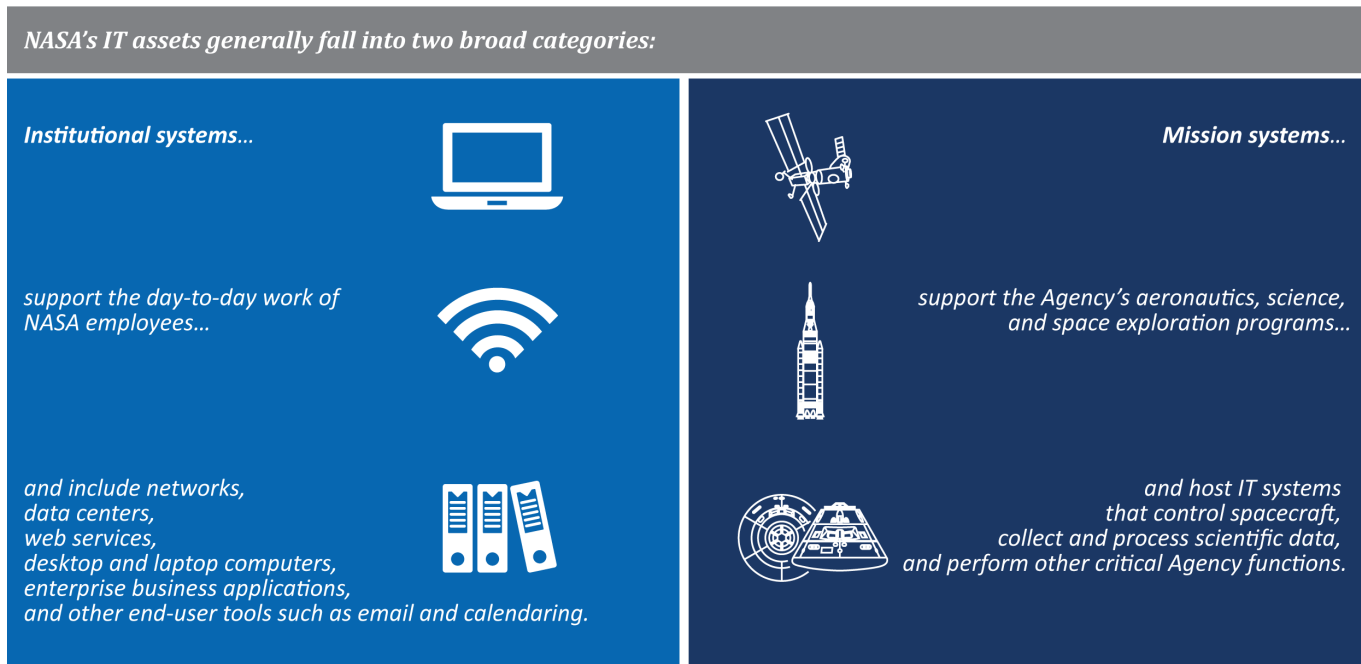 NASA’s IT assets generally fall into two broad categories:
Institutional systems…
support the day-to-day work of
NASA employees…
and include networks,
data centers,
web services,
desktop and laptop computers,
enterprise business applications,
and other end-user tools such as email and calendaring.
Mission systems…
support the Agency’s aeronautics, science,
and space exploration programs…
and host IT systems
that control spacecraft,
collect and process scientific data,
and perform other critical Agency functions.